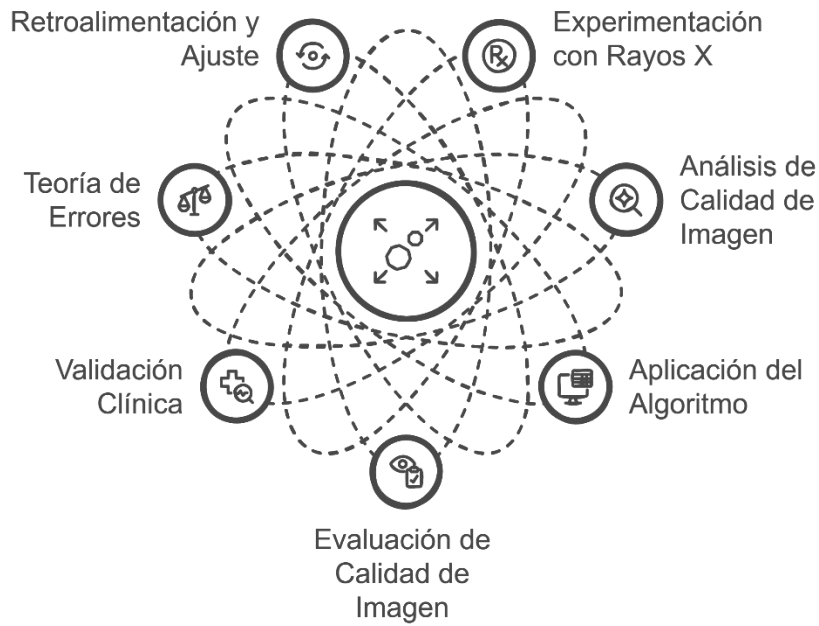 Retroalimentación y
Ajuste
Experimentación
con Rayos X
Teoría de
Errores
Análisis de
Calidad de
Imagen
Validación
Clínica
Aplicación del
Algoritmo
Evaluación de
Calidad de
Imagen